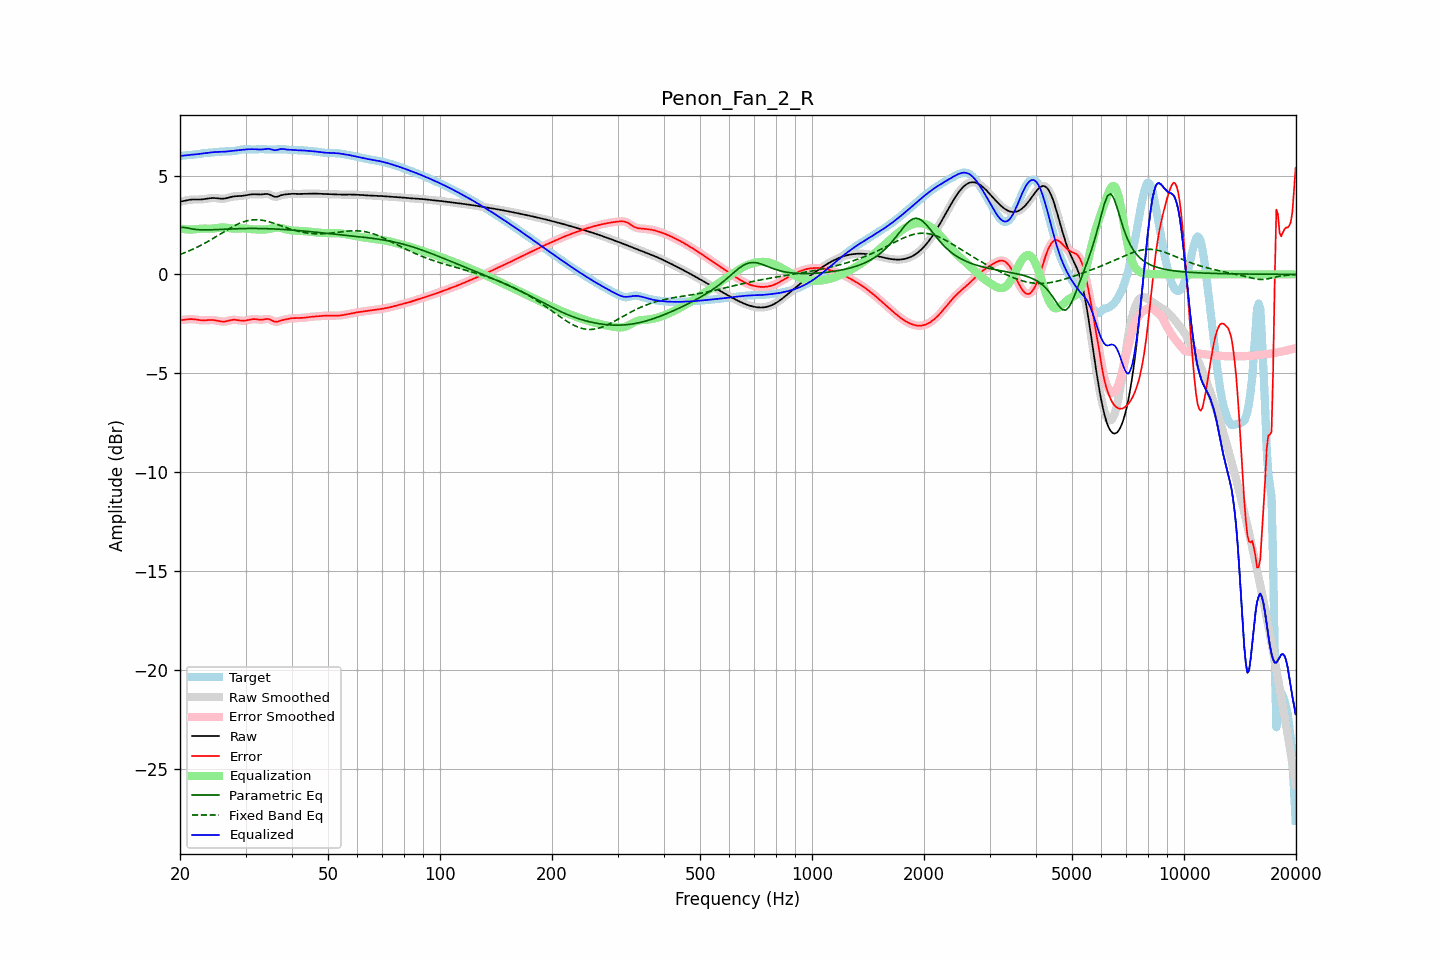 Penon_Fan_2_R
5
0
−5
−10
−15
−20
−25
Amplitude (dBr)
Target
Raw Smoothed
Error Smoothed
Raw
Error
Equalization
Parametric Eq
Fixed Band Eq
Equalized
20 50 100 200 500 1000 2000 5000 10000 20000
Frequency (Hz)